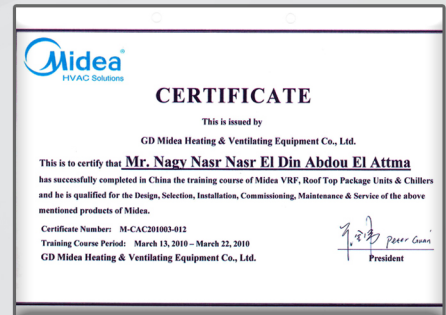 Midea
HVAC Solutions
CERTIFICATE
This is issued by
GD Midea Heating & Ventilating Equipment Co., Ltd.
This is to certify that Mr. Nagy Nasr Nasr El Din Abdou El Attma
has successfully completed in China the training course of Midea VRF, Roof Top Package Units & Chillers
and he is qualified for the Design, Selection, Installation, Commissioning, Maintenance & Service of the above
mentioned products of Midea.
Certificate Number: M-CAC201003-012
Training Course Period: March 13, 2010 – March 22, 2010
GD Midea Heating & Ventilating Equipment Co., Ltd.
Peter Guan
President